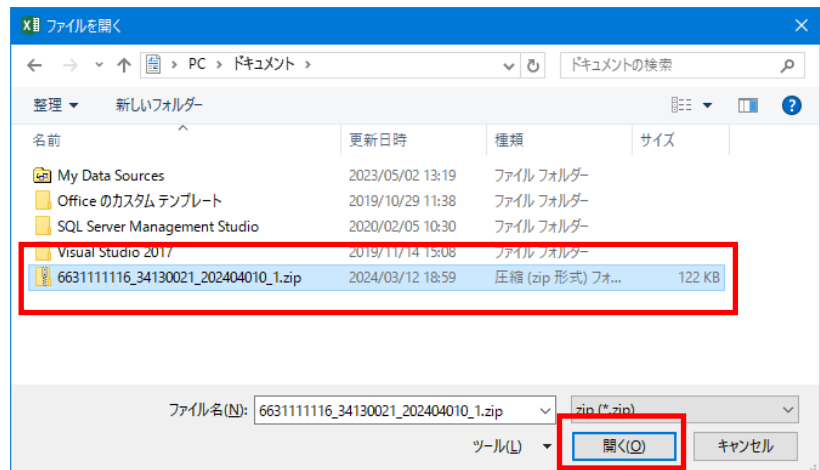 ファイルを開く
PC › ドキュメント ›
ドキュメントの検索
整理 新しいフォルダー
名前 更新日時 種類 サイズ
My Data Sources 2023/05/02 13:19 ファイル フォルダー
Office のカスタム テンプレート 2019/10/29 11:38 ファイル フォルダー
SQL Server Management Studio 2020/02/05 10:30 ファイル フォルダー
Visual Studio 2017 2019/11/14 15:08 ファイル フォルダー
6631111116_34130021_202404010_1.zip 2024/03/12 18:59 圧縮 (zip 形式) フォ... 122 KB
ファイル名(N): 6631111116_34130021_202404010_1.zip zip (*.zip)
ツール(L) 開く(O) キャンセル